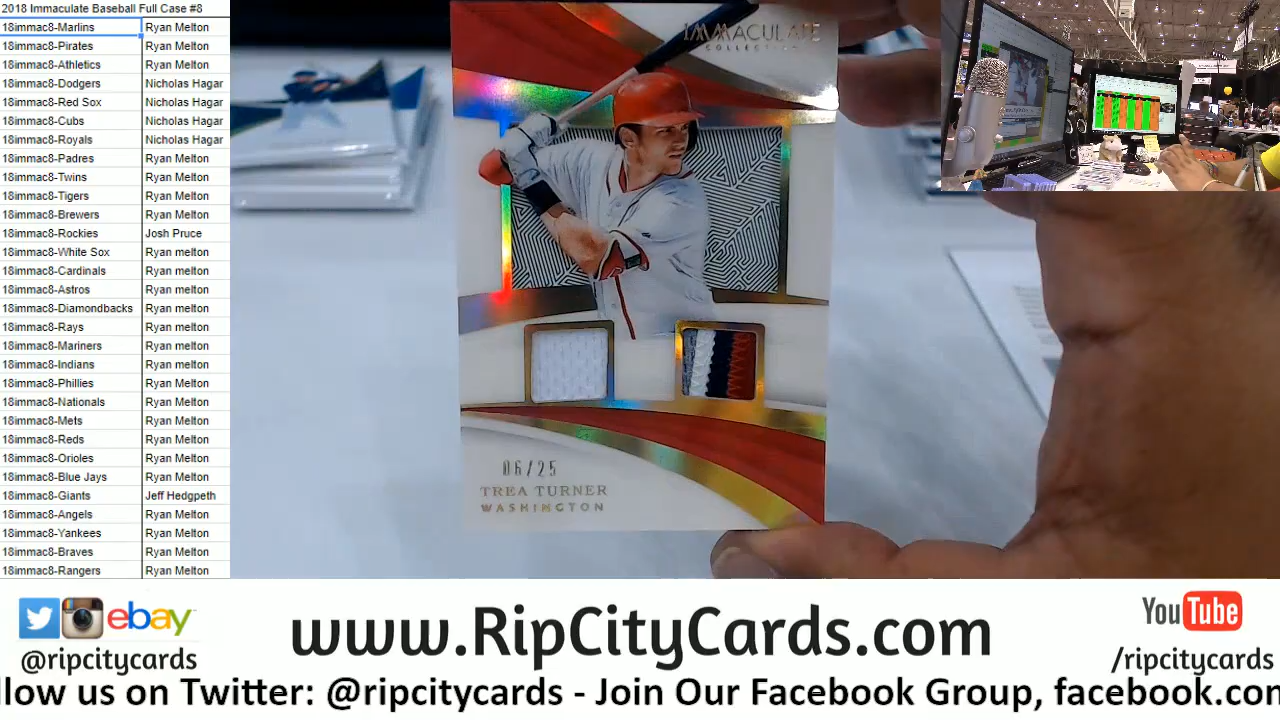 2018 Immaculate Baseball Full Case #8
18immac8-Marlins Ryan Melton
18immac8-Pirates Ryan Melton
18immac8-Athletics Ryan Melton
18immac8-Dodgers Nicholas Hagar
18immac8-Red Sox Nicholas Hagar
18immac8-Cubs Nicholas Hagar
18immac8-Royals Nicholas Hagar
18immac8-Padres Ryan Melton
18immac8-Twins Ryan Melton
18immac8-Tigers Ryan Melton
18immac8-Brewers Ryan Melton
18immac8-Rockies Josh Pruce
18immac8-White Sox Ryan melton
18immac8-Cardinals Ryan melton
18immac8-Astros Ryan melton
18immac8-Diamondbacks Ryan melton
18immac8-Rays Ryan melton
18immac8-Mariners Ryan melton
18immac8-Indians Ryan melton
18immac8-Phillies Ryan Melton
18immac8-Nationals Ryan Melton
18immac8-Mets Ryan Melton
18immac8-Reds Ryan Melton
18immac8-Orioles Ryan Melton
18immac8-Blue Jays Ryan Melton
18immac8-Giants Jeff Hedgpeth
18immac8-Angels Ryan Melton
18immac8-Yankees Ryan Melton
18immac8-Braves Ryan Melton
18immac8-Rangers Ryan Melton
IMMACULATE
COLLECTION
06/25
TREA TURNER
WASHINGTON
ebay
@ripcitycards
www.RipCityCards.com
YouTube
/ripcitycards
llow us on Twitter: @ripcitycards - Join Our Facebook Group, facebook.com